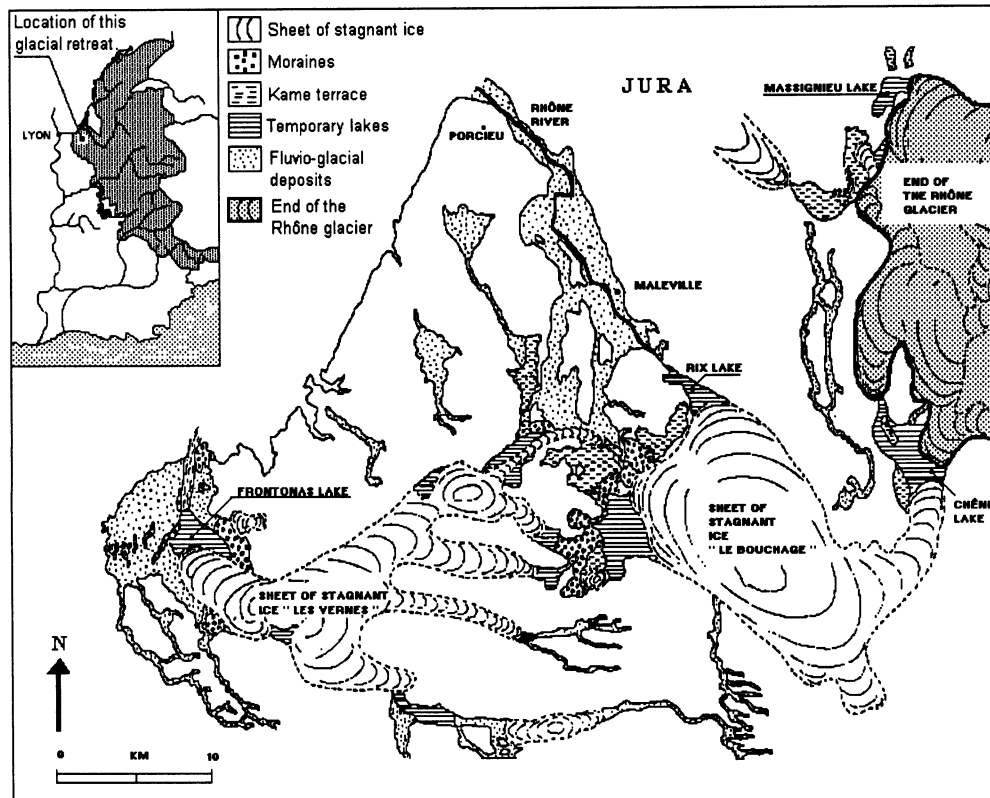 Location of this
glacial retreat
LYON
Sheet of stagnant ice
Moraines
Kame terrace
Temporary lakes
Fluvio-glacial
deposits
End of the
Rhône glacier
JURA
MASSIGNIEU LAKE
RHÔNE
RIVER
PORCIEU
END OF
THE RHÔNE
GLACIER
MALEVILLE
RIX LAKE
FRONTONAS LAKE
SHEET OF
STAGNANT
ICE
"LE BOUCHAGE"
CHÊNE
LAKE
SHEET OF STAGNANT
ICE "LES VERNES"
N
0 KM 10